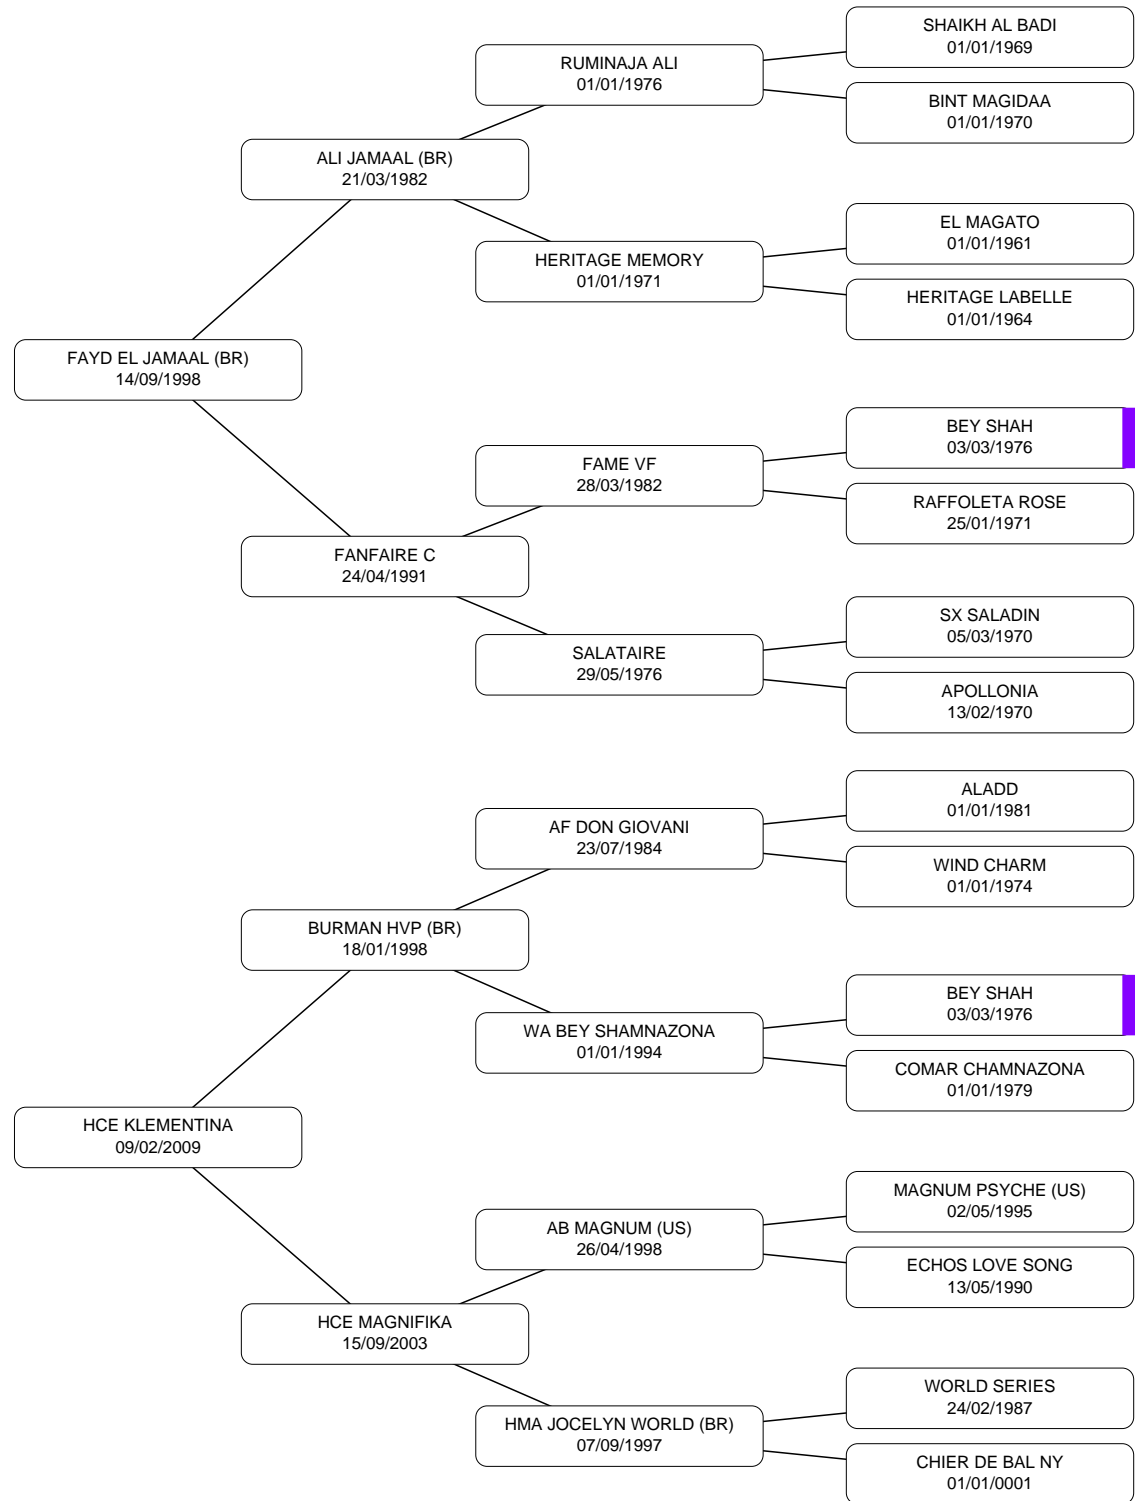 SHAIKH AL BADI
01/01/1969
RUMINAJA ALI
01/01/1976
BINT MAGIDAA
01/01/1970
ALI JAMAAL (BR)
21/03/1982
EL MAGATO
01/01/1961
HERITAGE MEMORY
01/01/1971
HERITAGE LABELLE
01/01/1964
FAYD EL JAMAAL (BR)
14/09/1998
BEY SHAH
03/03/1976
FAME VF
28/03/1982
RAFFOLETA ROSE
25/01/1971
FANFAIRE C
24/04/1991
SX SALADIN
05/03/1970
SALATAIRE
29/05/1976
APOLLONIA
13/02/1970
ALADD
01/01/1981
AF DON GIOVANI
23/07/1984
WIND CHARM
01/01/1974
BURMAN HVP (BR)
18/01/1998
BEY SHAH
03/03/1976
WA BEY SHAMNAZONA
01/01/1994
COMAR CHAMNAZONA
01/01/1979
HCE KLEMENTINA
09/02/2009
MAGNUM PSYCHE (US)
02/05/1995
AB MAGNUM (US)
26/04/1998
ECHOS LOVE SONG
13/05/1990
HCE MAGNIFIKA
15/09/2003
WORLD SERIES
24/02/1987
HMA JOCELYN WORLD (BR)
07/09/1997
CHIER DE BAL NY
01/01/0001